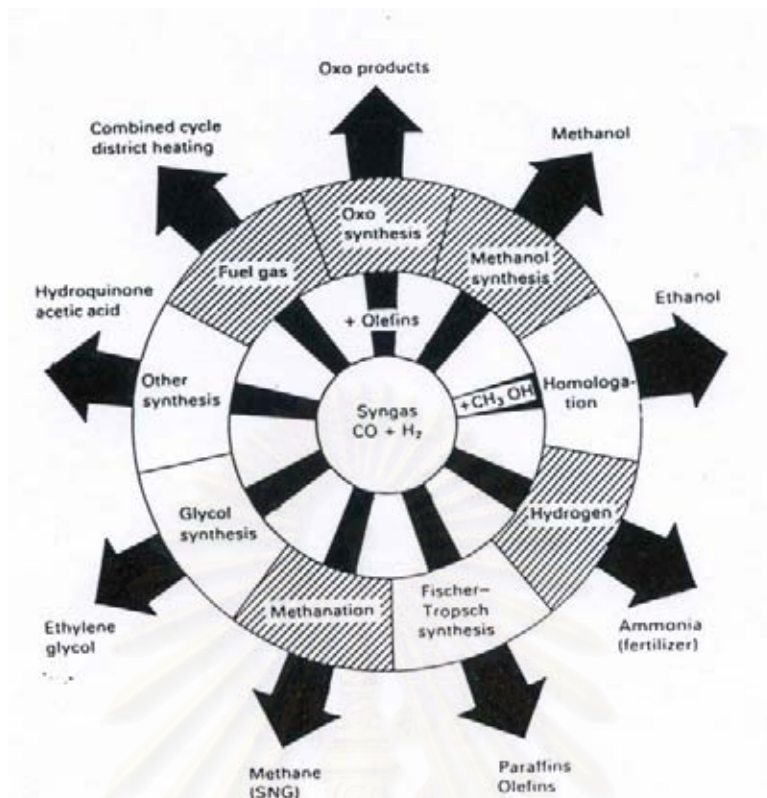 Oxo products
Combined cycle
district heating
Methanol
Oxo
synthesis
Fuel gas
Methanol
synthesis
Hydroquinone
acetic acid
Ethanol
+ Olefins
Other
synthesis
Homologa-
tion
+CH₃ OH
Syngas
CO + H₂
Glycol
synthesis
Hydrogen
Methanation
Fischer–
Tropsch
synthesis
Ethylene
glycol
Ammonia
(fertilizer)
Methane
(SNG)
Paraffins
Olefins